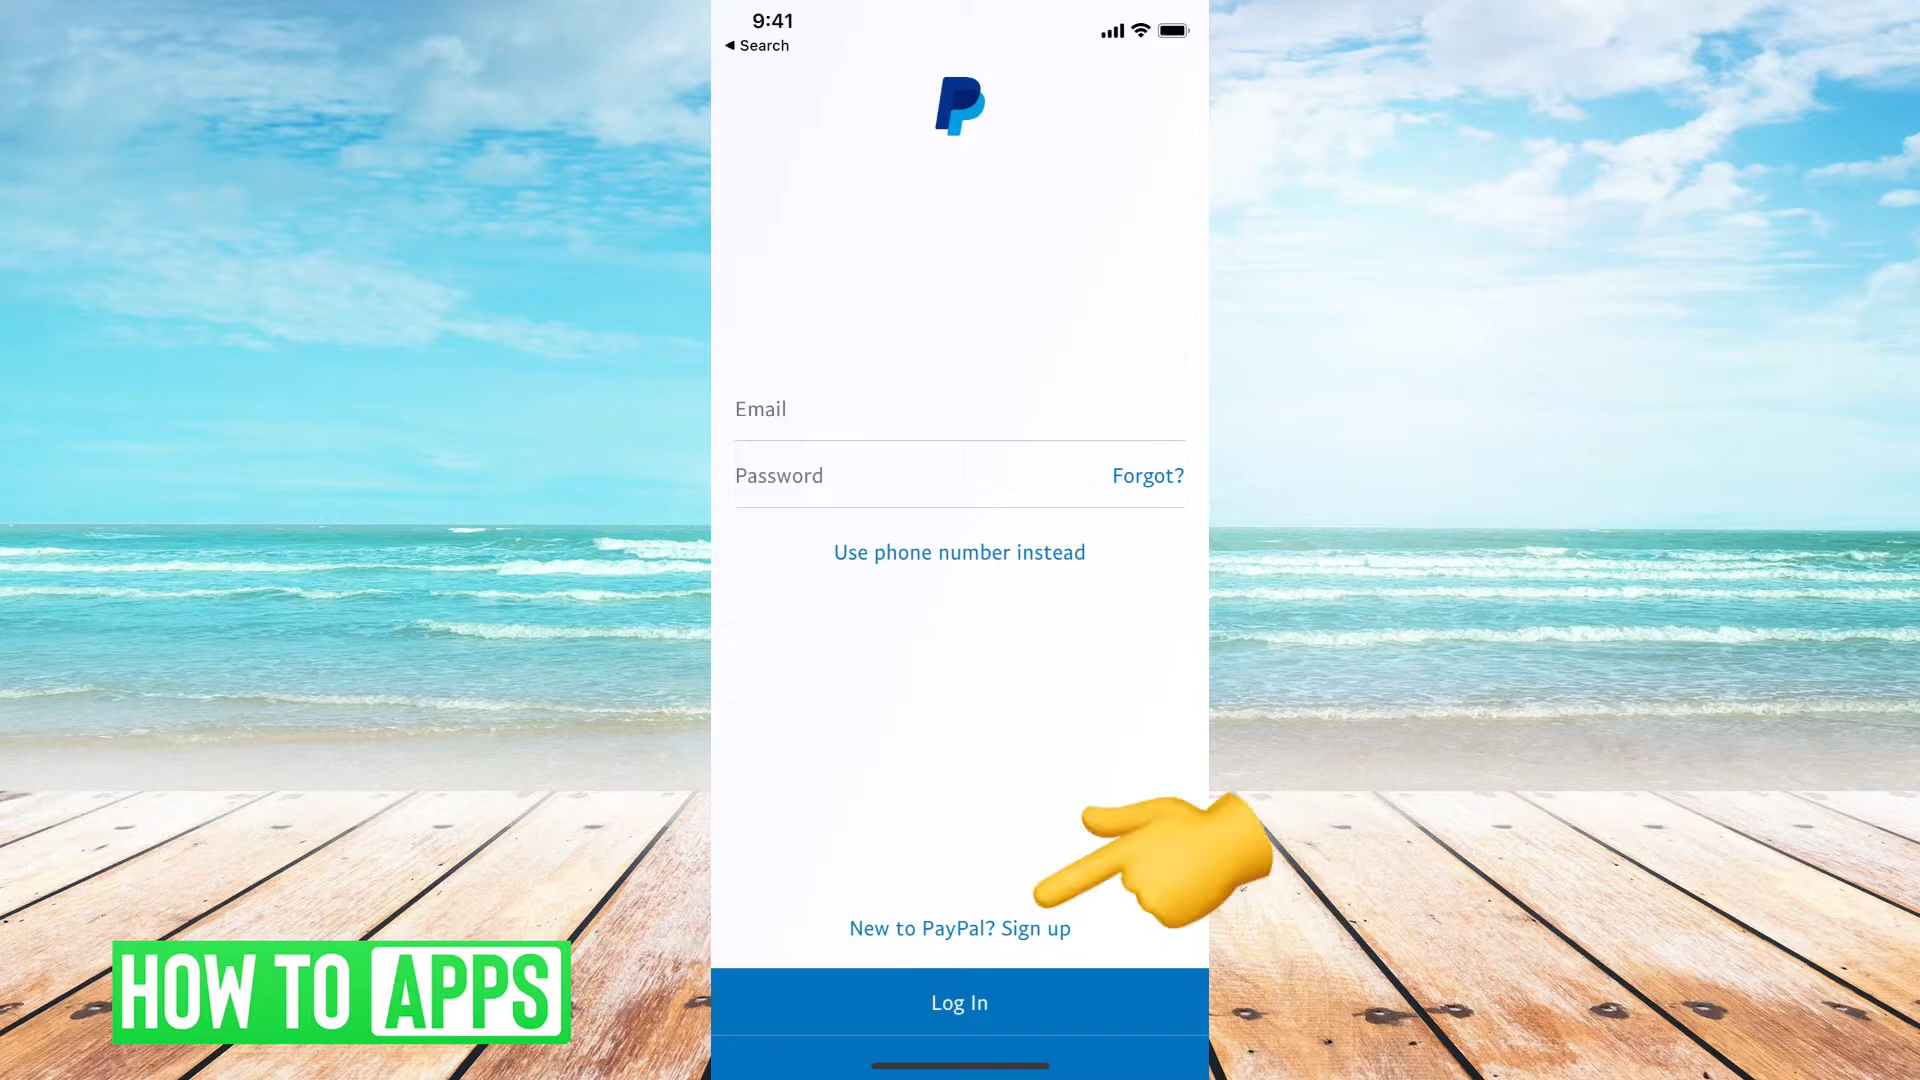 9:41
◀ Search
Email
Password Forgot?
Use phone number instead
New to PayPal? Sign up
Log In
HOW TO APPS